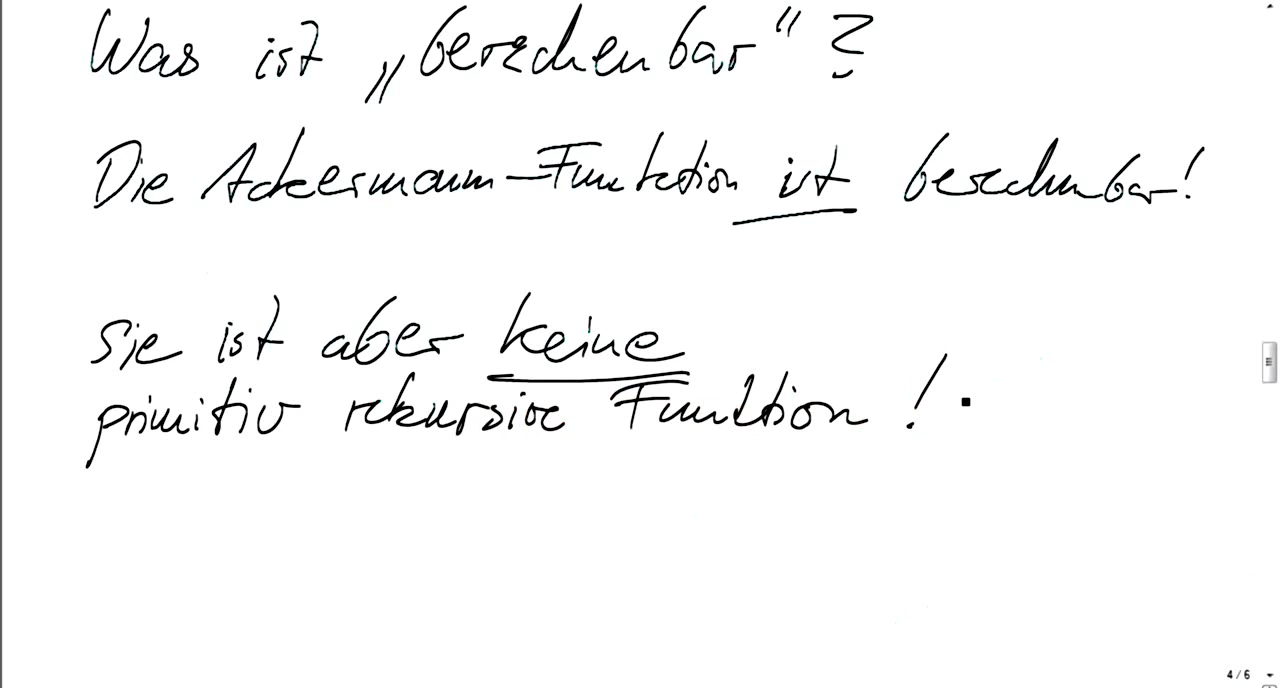 Was ist „berechenbar“?
Die Ackermann-Funktion ist berechenbar!
Sie ist aber keine
primitiv rekursive Funktion!
4/6